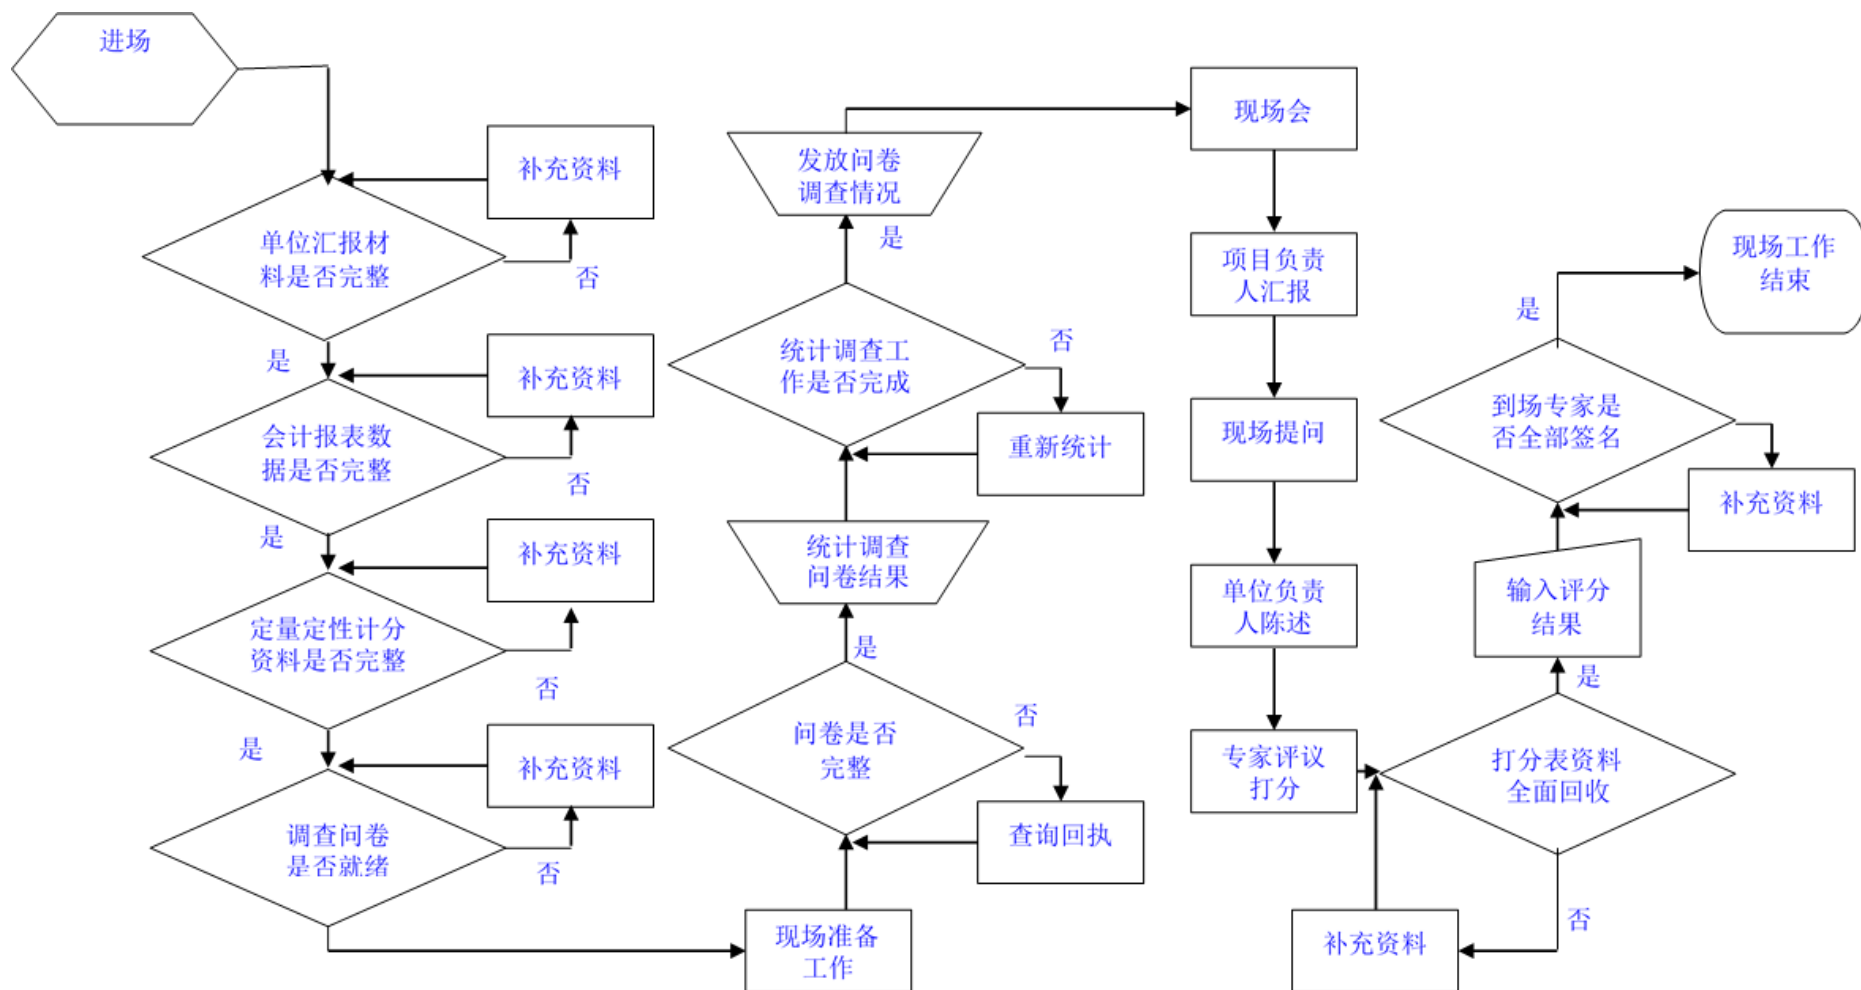 进场
补充资料
单位汇报材
料是否完整
否
是
补充资料
会计报表数
据是否完整
否
是
补充资料
定量定性计分
资料是否完整
否
是
补充资料
调查问卷
是否就绪
否
现场准备
工作
问卷是否
完整
否
查询回执
是
统计调查
问卷结果
统计调查工
作是否完成
否
重新统计
是
发放问卷
调查情况
现场会
项目负责
人汇报
现场提问
单位负责
人陈述
专家评议
打分
打分表资料
全面回收
否
补充资料
是
输入评分
结果
到场专家是
否全部签名
补充资料
是
现场工作
结束